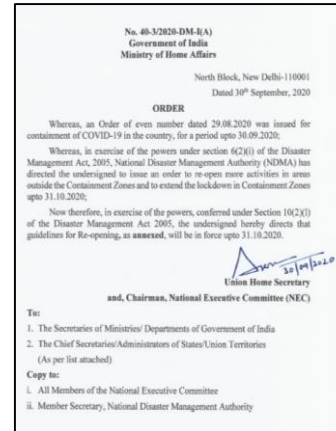 No. 40-3/2020-DM-I(A)
Government of India
Ministry of Home Affairs
North Block, New Delhi-110001
Dated 30th September, 2020
ORDER
Whereas, an Order of even number dated 29.08.2020 was issued for
containment of COVID-19 in the country, for a period upto 30.09.2020;
Whereas, in exercise of the powers under section 6(2)(i) of the Disaster
Management Act, 2005, National Disaster Management Authority (NDMA) has
directed the undersigned to issue an order to re-open more activities in areas
outside the Containment Zones and to extend the lockdown in Containment Zones
upto 31.10.2020;
Now therefore, in exercise of the powers, conferred under Section 10(2)(l)
of the Disaster Management Act 2005, the undersigned hereby directs that
guidelines for Re-opening, as annexed, will be in force upto 31.10.2020.
30/09/2020
Union Home Secretary
and, Chairman, National Executive Committee (NEC)
To:
1. The Secretaries of Ministries/ Departments of Government of India
2. The Chief Secretaries/Administrators of States/Union Territories
(As per list attached)
Copy to:
i. All Members of the National Executive Committee
ii. Member Secretary, National Disaster Management Authority